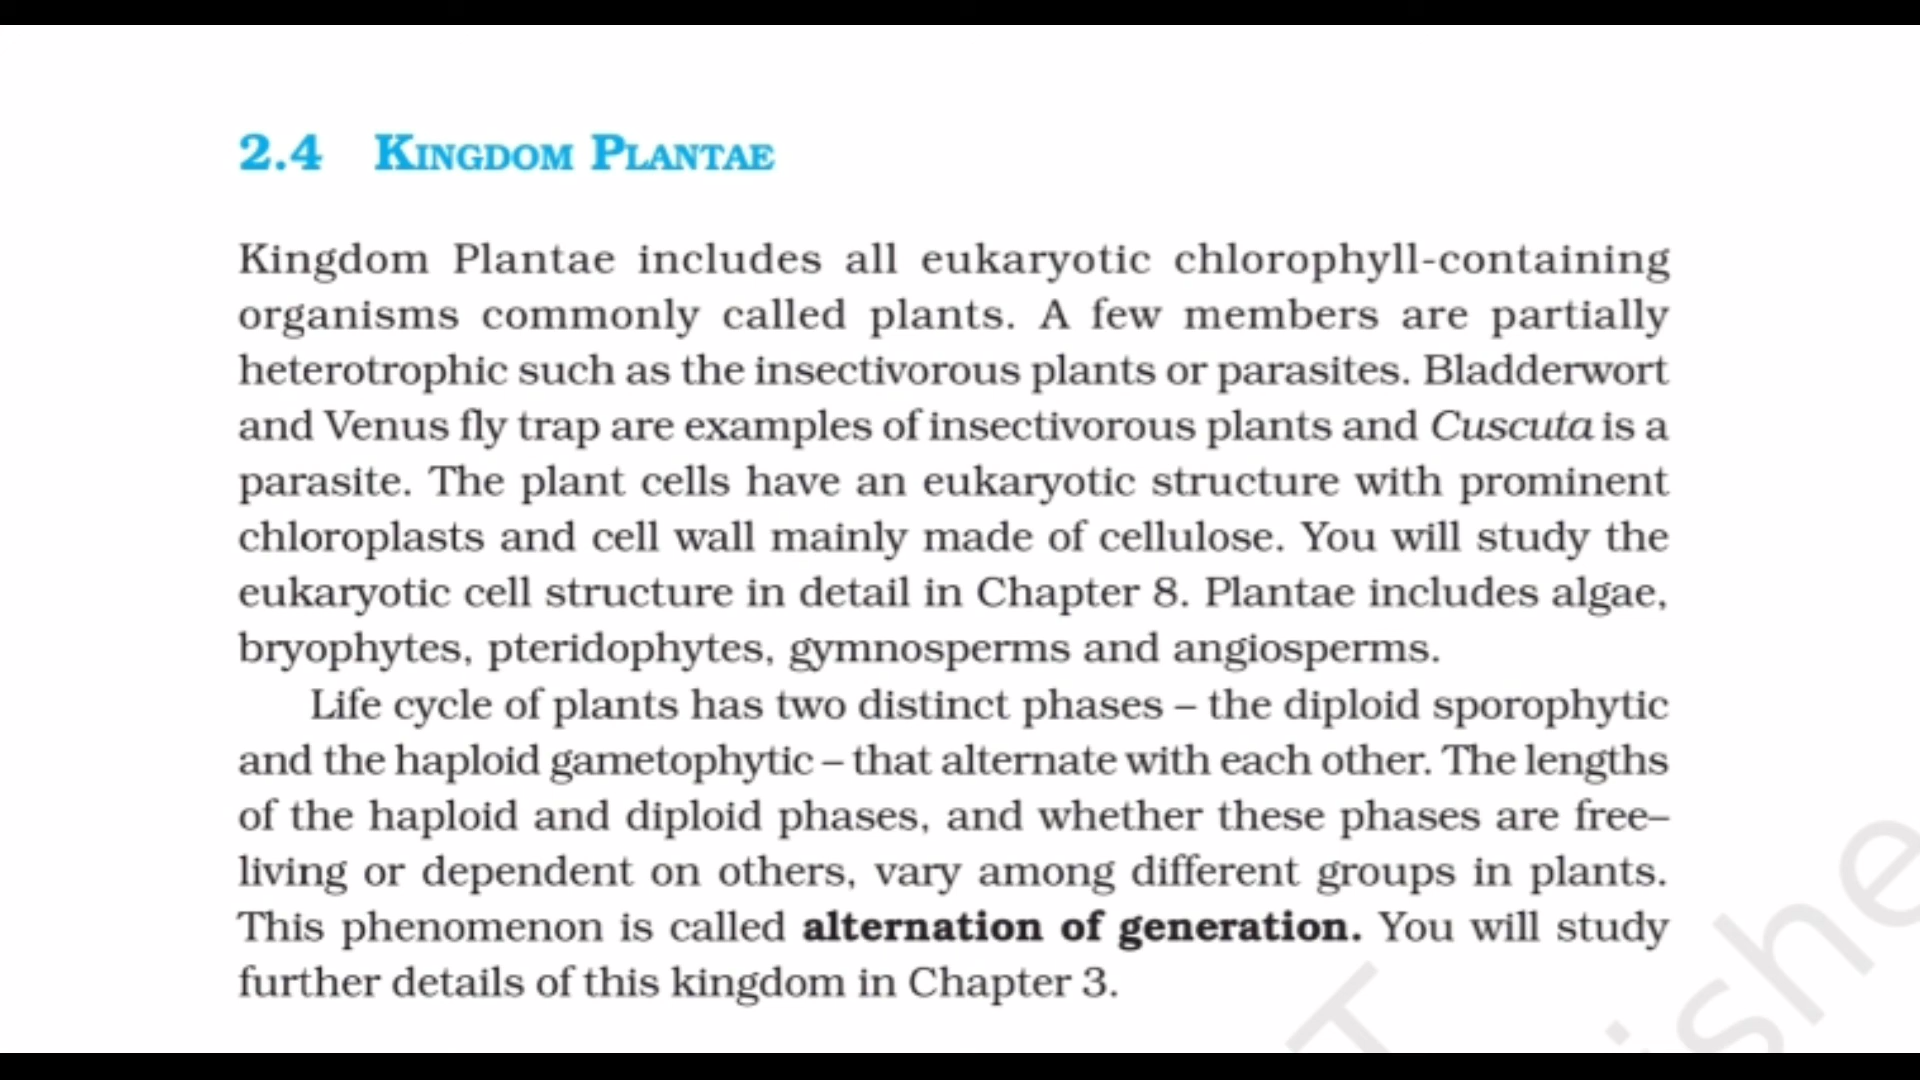 2.4 KINGDOM PLANTAE
Kingdom Plantae includes all eukaryotic chlorophyll-containing
organisms commonly called plants. A few members are partially
heterotrophic such as the insectivorous plants or parasites. Bladderwort
and Venus fly trap are examples of insectivorous plants and Cuscuta is a
parasite. The plant cells have an eukaryotic structure with prominent
chloroplasts and cell wall mainly made of cellulose. You will study the
eukaryotic cell structure in detail in Chapter 8. Plantae includes algae,
bryophytes, pteridophytes, gymnosperms and angiosperms.
Life cycle of plants has two distinct phases – the diploid sporophytic
and the haploid gametophytic – that alternate with each other. The lengths
of the haploid and diploid phases, and whether these phases are free–
living or dependent on others, vary among different groups in plants.
This phenomenon is called alternation of generation. You will study
further details of this kingdom in Chapter 3.